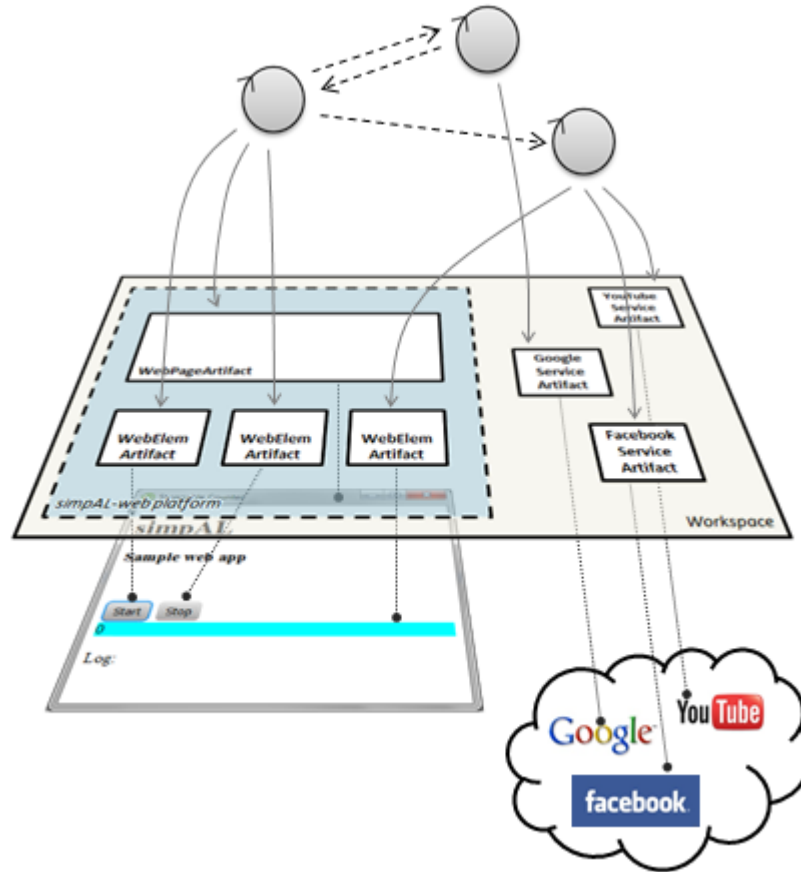 YouTube
Service
Artifact
WebPageArtifact
Google
Service
Artifact
WebElem
Artifact
WebElem
Artifact
WebElem
Artifact
Facebook
Service
Artifact
simpAL-web platform
Workspace
simpAL
Sample web app
Start
Stop
0
Log:
Google
YouTube
facebook